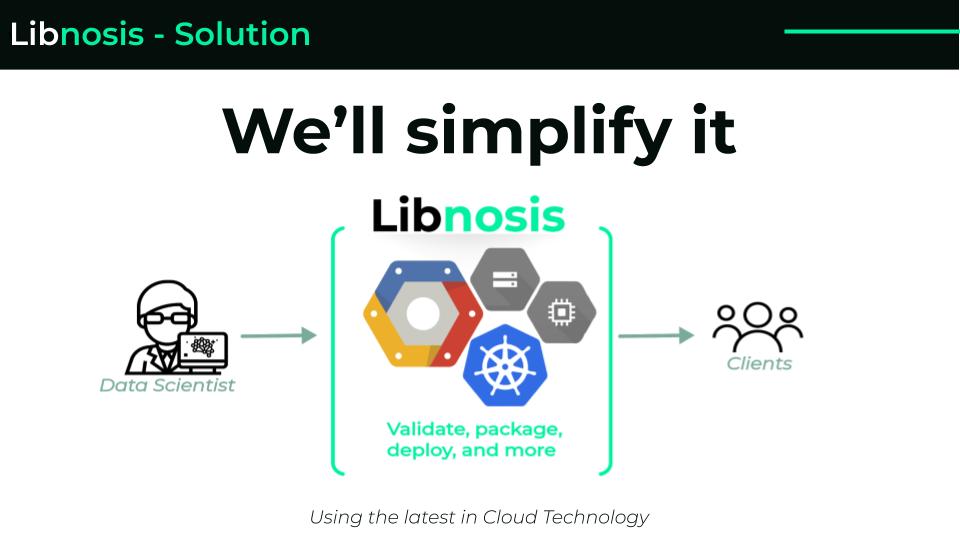 Libnosis - Solution
We’ll simplify it
Libnosis
Data Scientist
Clients
Validate, package,
deploy, and more
Using the latest in Cloud Technology